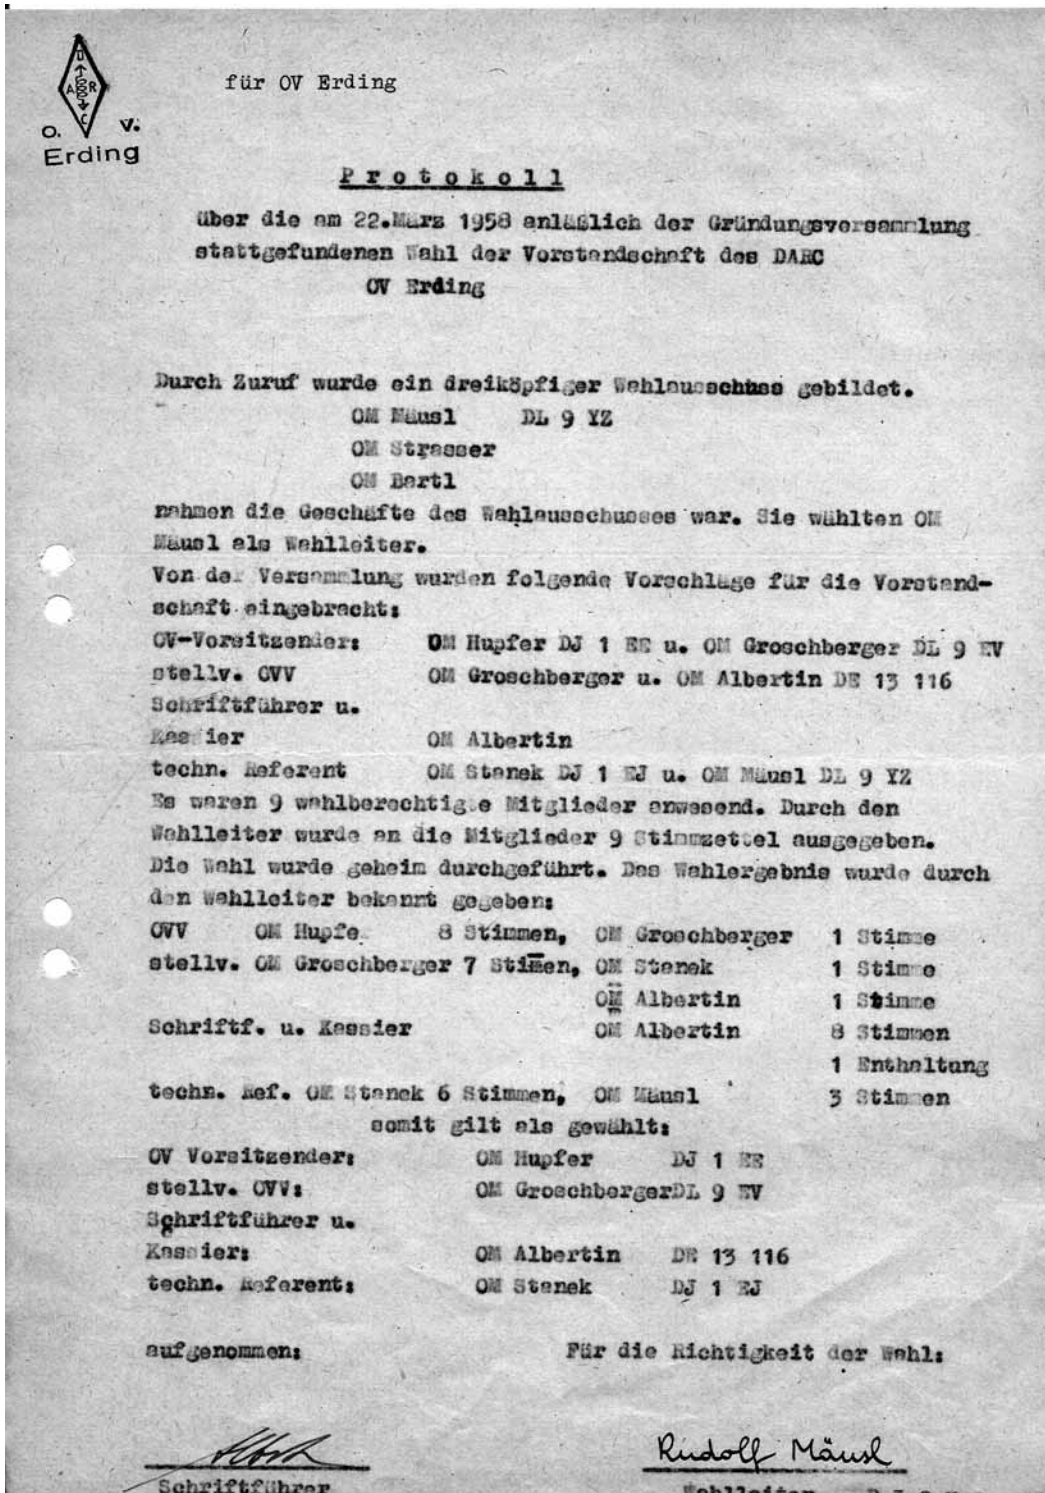 D
A R
C
O. V.
Erding
für OV Erding
Protokoll
über die am 22.März 1958 anläßlich der Gründungsversammlung
stattgefundenen Wahl der Vorstandschaft des DARC
OV Erding
Durch Zuruf wurde ein dreiköpfiger Wahlausschuss gebildet.
OM Mäusl DL 9 YZ
OM Strasser
OM Bartl
nahmen die Geschäfte des Wahlausschusses war. Sie wählten OM
Mäusl als Wahlleiter.
Von der Versammlung wurden folgende Vorschläge für die Vorstand-
schaft eingebracht:
OV-Vorsitzender: OM Hupfer DJ 1 EE u. OM Groschberger DL 9 EV
stellv. OVV OM Groschberger u. OM Albertin DE 13 116
Schriftführer u.
Kassier OM Albertin
techn. Referent OM Stanek DJ 1 EJ u. OM Mäusl DL 9 YZ
Es waren 9 wahlberechtigte Mitglieder anwesend. Durch den
Wahlleiter wurde an die Mitglieder 9 Stimmzettel ausgegeben.
Die Wahl wurde geheim durchgeführt. Das Wahlergebnis wurde durch
den Wahlleiter bekannt gegeben:
OVV OM Hupfer 8 Stimmen, OM Groschberger 1 Stimme
stellv. OM Groschberger 7 Stim̅en, OM Stanek 1 Stimme
OM Albertin 1 Stimme
Schriftf. u. Kassier OM Albertin 8 Stimmen
1 Enthaltung
techn. Ref. OM Stanek 6 Stimmen, OM Mäusl 3 Stimmen
somit gilt als gewählt:
OV Vorsitzender: OM Hupfer DJ 1 EE
stellv. OVV: OM GroschbergerDL 9 EV
Schriftführer u.
Kassier: OM Albertin DE 13 116
techn. Referent: OM Stanek DJ 1 EJ
aufgenommen: Für die Richtigkeit der Wahl:
Rudolf Mäusl
Schriftführer Wahlleiter